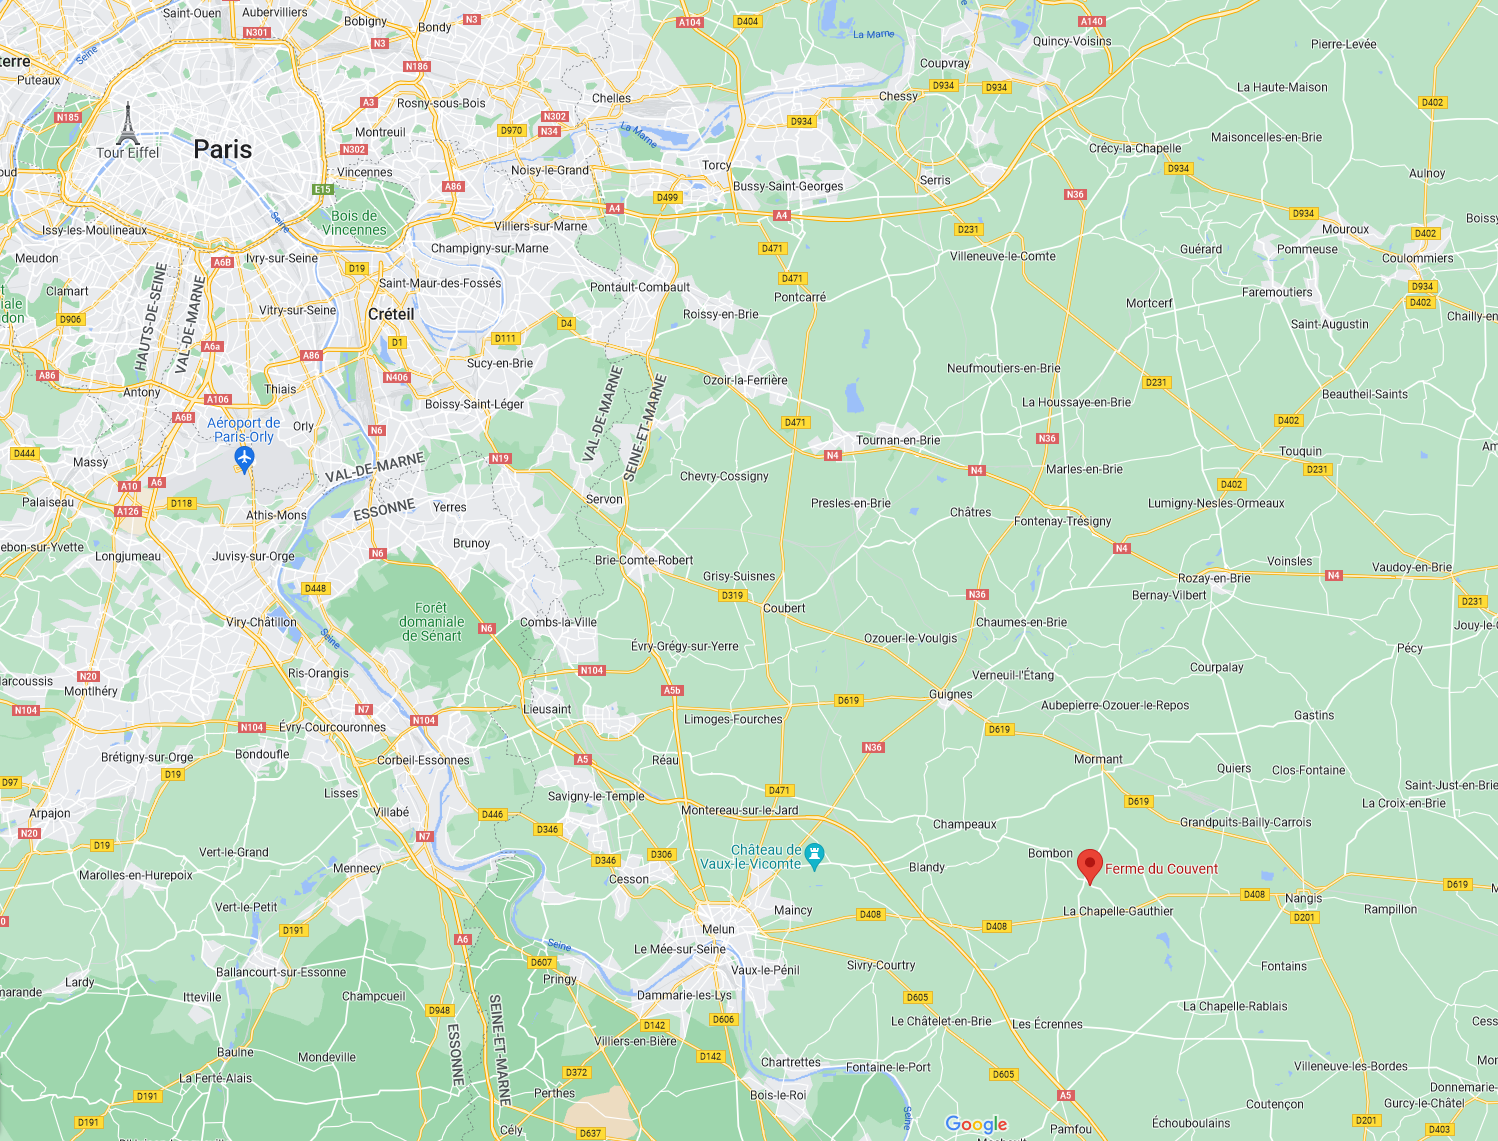 Saint-Ouen
Aubervilliers
Bobigny
N3
Bondy
A104
D404
La Marne
A140
Quincy-Voisins
Pierre-Levée
N301
N3
Seine
Puteaux
N186
Coupvray
D934
D934
La Haute-Maison
D402
N185
A3
Rosny-sous-Bois
Chelles
Chessy
N302
N34
D970
La Marne
D934
Montreuil
Maisoncelles-en-Brie
Crécy-la-Chapelle
Tour Eiffel
Paris
N302
Vincennes
Noisy-le-Grand
Torcy
D934
Aulnoy
E15
A86
Bussy-Saint-Georges
Serris
N36
D499
A4
A4
D934
Bois de
Vincennes
Seine
Issy-les-Moulineaux
Villiers-sur-Marne
D231
Mouroux
D402
Meudon
A6B
Ivry-sur-Seine
D19
Champigny-sur-Marne
D471
Villeneuve-le-Comte
Guérard
Pommeuse
Coulommiers
Clamart
HAUTS-DE-SEINE
VAL-DE-MARNE
Saint-Maur-des-Fossés
Pontault-Combault
D471
Pontcarré
Mortcerf
Faremoutiers
D934
D402
D906
Vitry-sur-Seine
Créteil
D4
Roissy-en-Brie
Saint-Augustin
A6a
A86
D1
D111
Sucy-en-Brie
A86
Antony
Thiais
N406
Ozoir-la-Ferrière
Neufmoutiers-en-Brie
D231
Beautheil-Saints
A106
A6B
Boissy-Saint-Léger
VAL-DE-MARNE
SEINE-ET-MARNE
La Houssaye-en-Brie
Aéroport de
Paris-Orly
Orly
N6
D471
Tournan-en-Brie
N36
D402
D444
Massy
VAL-DE-MARNE
N19
N4
N4
Marles-en-Brie
Touquin
D231
A10
A6
Chevry-Cossigny
D402
Palaiseau
D118
A126
Athis-Mons
ESSONNE
Yerres
Servon
Presles-en-Brie
Châtres
Fontenay-Trésigny
Lumigny-Nesles-Ormeaux
Longjumeau
Juvisy-sur-Orge
N6
Brunoy
Brie-Comte-Robert
N4
Voinsles
Vaudoy-en-Brie
D448
Grisy-Suisnes
Rozay-en-Brie
N4
D319
Coubert
N36
Bernay-Vilbert
D231
Forêt
domaniale
de Sénart
Viry-Châtillon
Seine
N6
Combs-la-Ville
Ozouer-le-Voulgis
Chaumes-en-Brie
Évry-Grégy-sur-Yerre
Pécy
N20
Montlhéry
Ris-Orangis
N104
A5b
Verneuil-l'Étang
Courpalay
N104
N7
Lieusaint
D619
Guignes
Aubepierre-Ozouer-le-Repos
N104
Évry-Courcouronnes
N104
Limoges-Fourches
D619
Gastins
Brétigny-sur-Orge
Bondoufle
Corbeil-Essonnes
A5
Réau
N36
Mormant
Quiers
Clos-Fontaine
D97
D19
Lisses
Savigny-le-Temple
D471
Saint-Just-en-Brie
Arpajon
Villabé
D446
Montereau-sur-le-Jard
D619
La Croix-en-Brie
N20
N7
D346
Champeaux
Grandpuits-Bailly-Carrois
D19
Vert-le-Grand
D346
D306
Château de
Vaux-le-Vicomte
Bombon
Marolles-en-Hurepoix
Mennecy
Cesson
Blandy
Ferme du Couvent
Vert-le-Petit
D408
Nangis
D619
D191
Melun
Maincy
D408
D408
La Chapelle-Gauthier
D201
Rampillon
A6
Seine
Le Mée-sur-Seine
Ballancourt-sur-Essonne
D607
Pringy
Vaux-le-Pénil
Sivry-Courtry
Fontains
Lardy
Itteville
Champcueil
Dammarie-les-Lys
D605
La Chapelle-Rablais
D948
SEINE-ET-MARNE
ESSONNE
D142
D606
Le Châtelet-en-Brie
Les Écrennes
Baulne
Mondeville
Villiers-en-Bière
D142
Chartrettes
Fontaine-le-Port
Villeneuve-les-Bordes
La Ferté-Alais
D372
Perthes
D605
D191
Bois-le-Roi
A5
Coutençon
Gurcy-le-Châtel
D191
Cély
D637
Seine
Google
Pamfou
Échouboulains
D201
D403